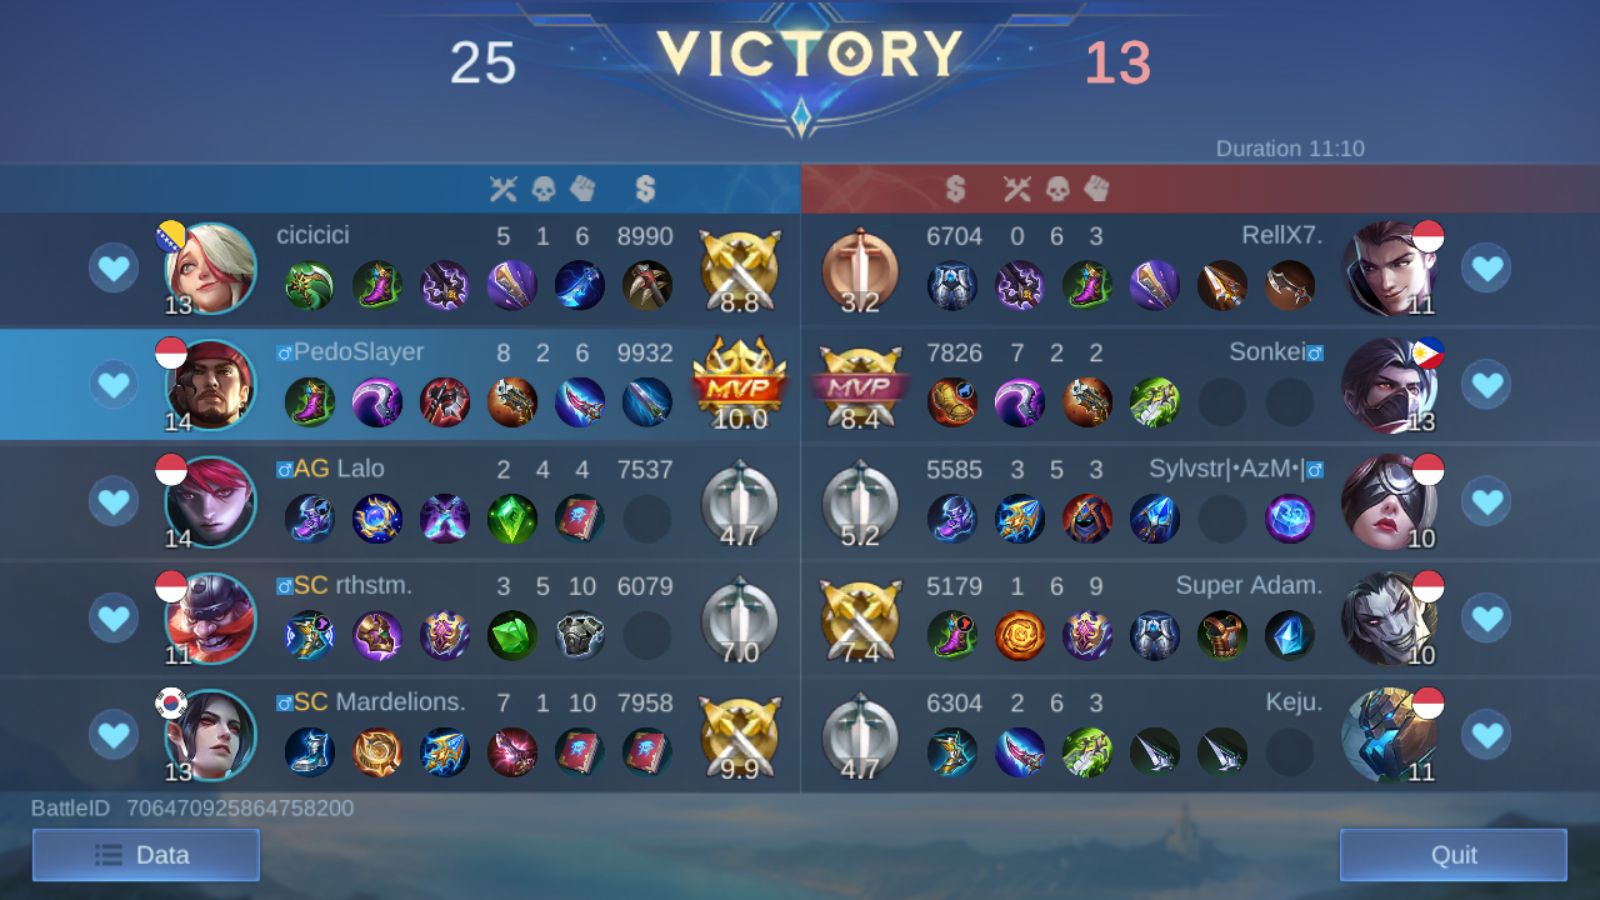 25 VICTORY 13
Duration 11:10
cicicici 5 1 6 8990
13 8.8
6704 0 6 3 RellX7.
3.2 11
PedoSlayer 8 2 6 9932
MVP
14 10.0
7826 7 2 2 Sonkei
MVP
8.4 13
AG Lalo 2 4 4 7537
14 4.7
5585 3 5 3 Sylvstr|•AzM•|
5.2 10
SC rthstm. 3 5 10 6079
11 7.0
5179 1 6 9 Super Adam.
7.4 10
SC Mardelions. 7 1 10 7958
13 9.9
6304 2 6 3 Keju.
4.7 11
BattleID 706470925864758200
Data
Quit